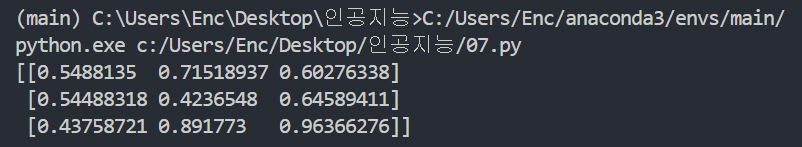 (main) C:\Users\Enc\Desktop\인공지능>C:/Users/Enc/anaconda3/envs/main/
python.exe c:/Users/Enc/Desktop/인공지능/07.py
[[0.5488135  0.71518937 0.60276338]
 [0.54488318 0.4236548  0.64589411]
 [0.43758721 0.891773   0.96366276]]